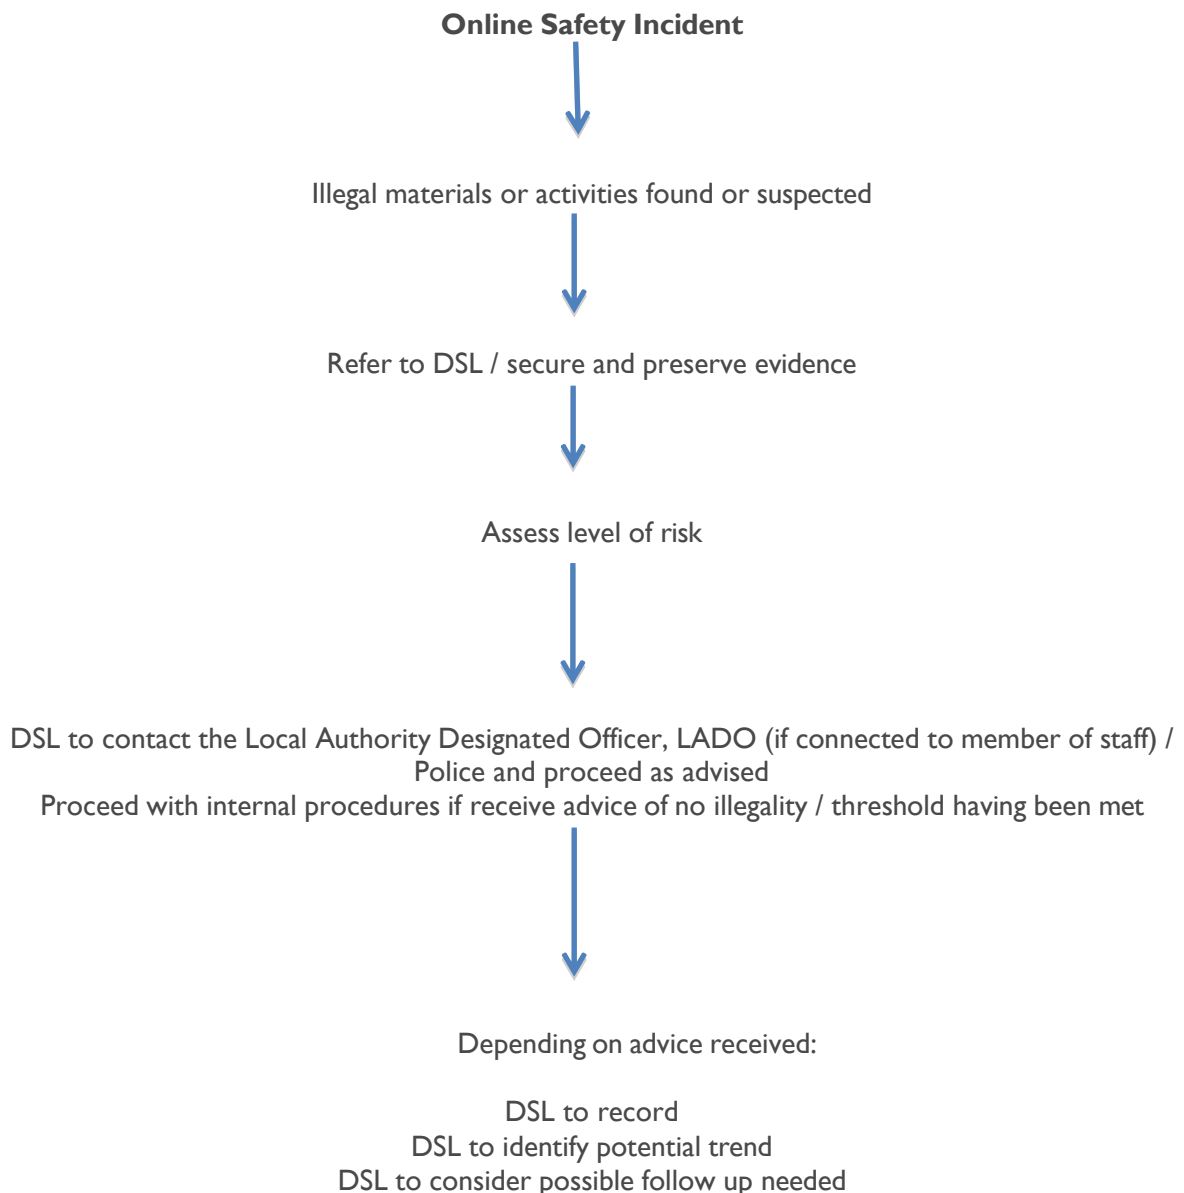 Online Safety Incident
Illegal materials or activities found or suspected
Refer to DSL / secure and preserve evidence
Assess level of risk
DSL to contact the Local Authority Designated Officer, LADO (if connected to member of staff) /
Police and proceed as advised
Proceed with internal procedures if receive advice of no illegality / threshold having been met
Depending on advice received:
DSL to record
DSL to identify potential trend
DSL to consider possible follow up needed